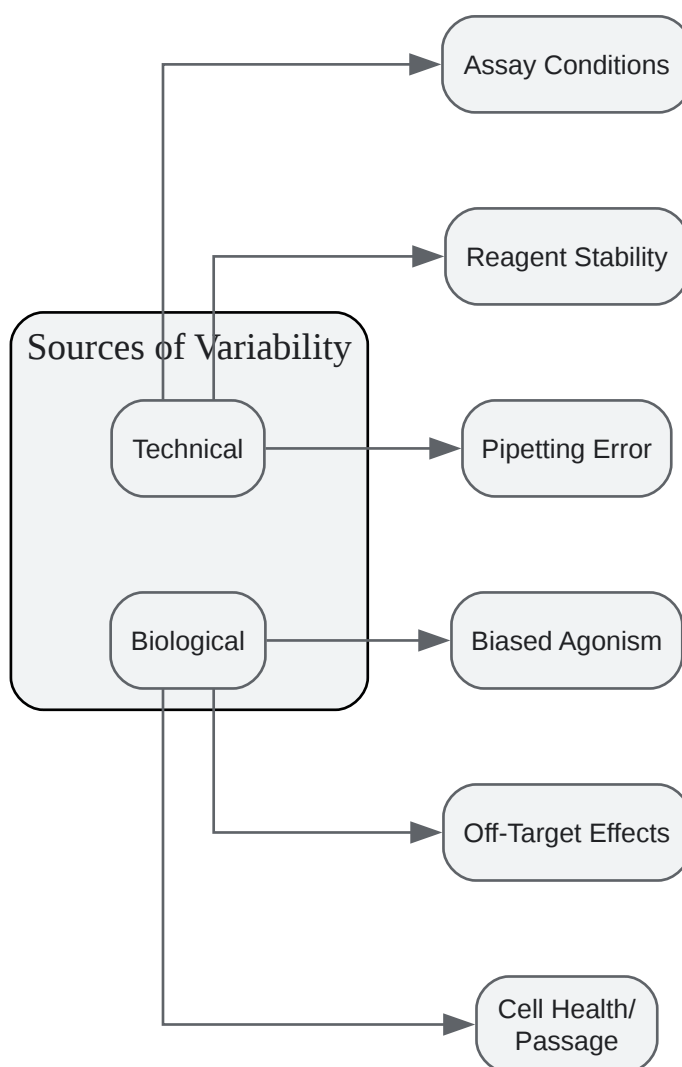 Assay Conditions
Reagent Stability
Sources of Variability
Technical
Pipetting Error
Biological
Biased Agonism
Off-Target Effects
Cell Health/
Passage